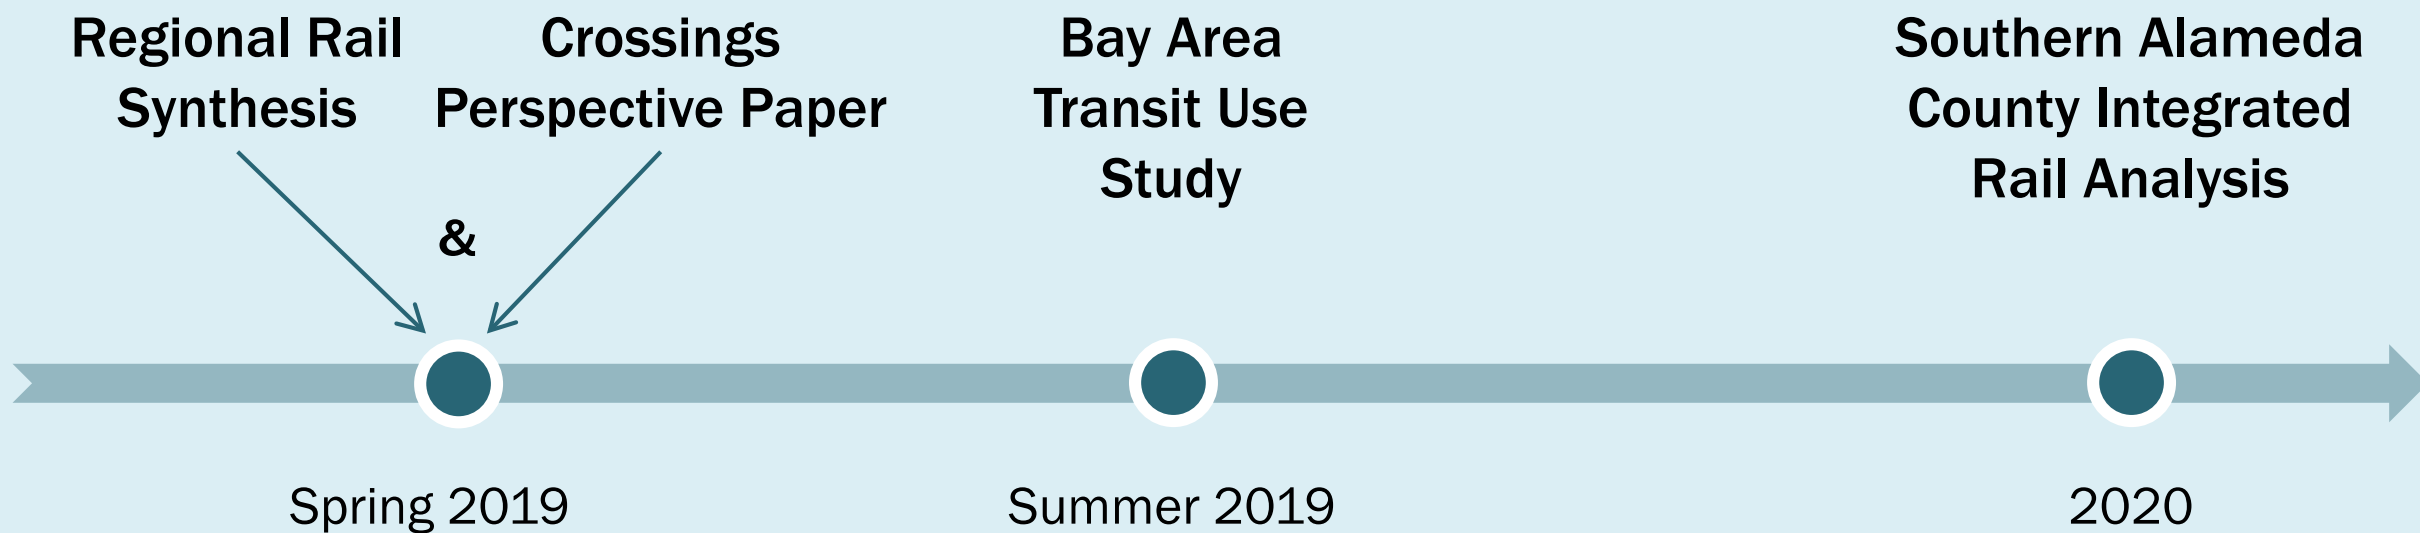 Regional Rail
Synthesis
&
Crossings
Perspective Paper
Bay Area
Transit Use
Study
Southern Alameda
County Integrated
Rail Analysis
Spring 2019
Summer 2019
2020